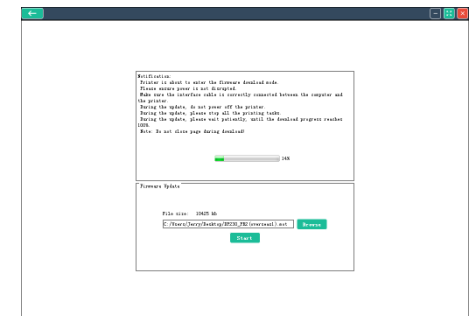 Notification:
Printer is about to enter the firmware download mode.
Please ensure power is not disrupted.
Make sure the interface cable is correctly connected between the computer and
the printer.
During the update, do not power off the printer.
During the update, please stop all the printing tasks.
During the update, please wait patiently, until the download progress reaches
100%.
Note: Do not close page during download!
14%
Firmware Update
File size:
Browse
Start